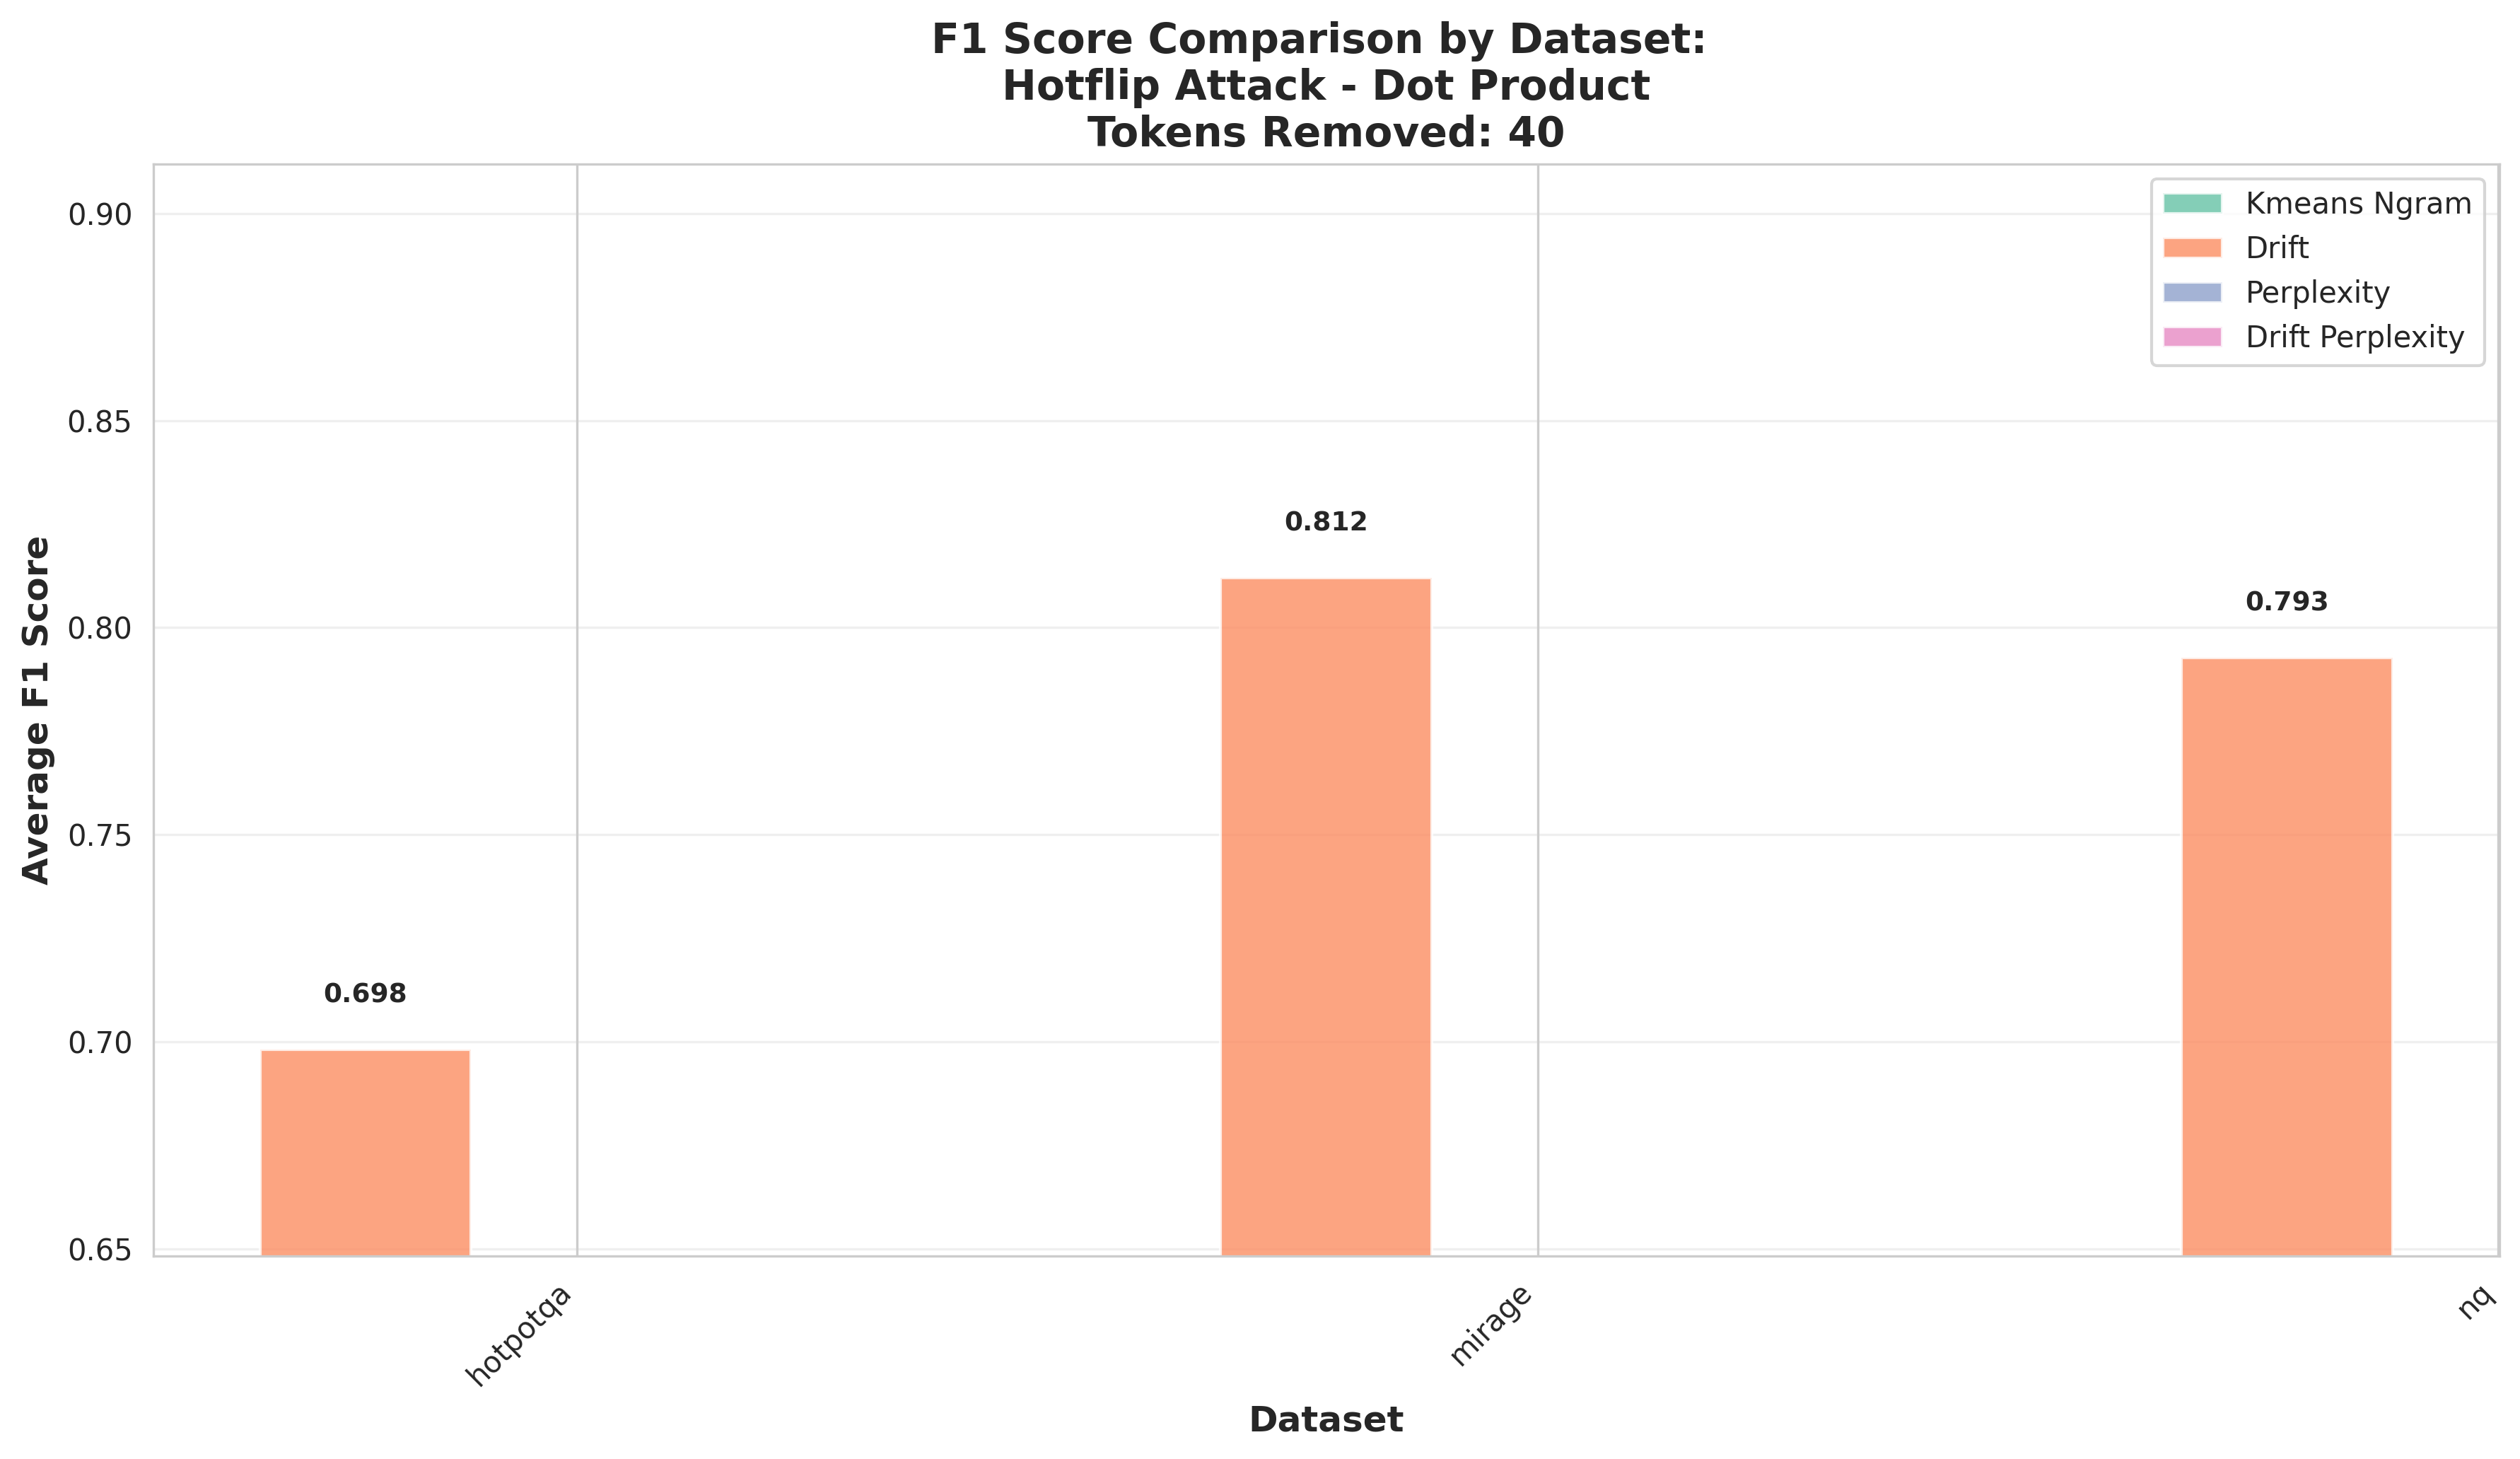 F1 Score Comparison by Dataset:
Hotflip Attack - Dot Product
Tokens Removed: 40
Kmeans Ngram
Drift
Perplexity
Drift Perplexity
Average F1 Score
0.90
0.85
0.80
0.75
0.70
0.65
0.698
0.812
0.793
hotpotqa
mirage
nq
Dataset